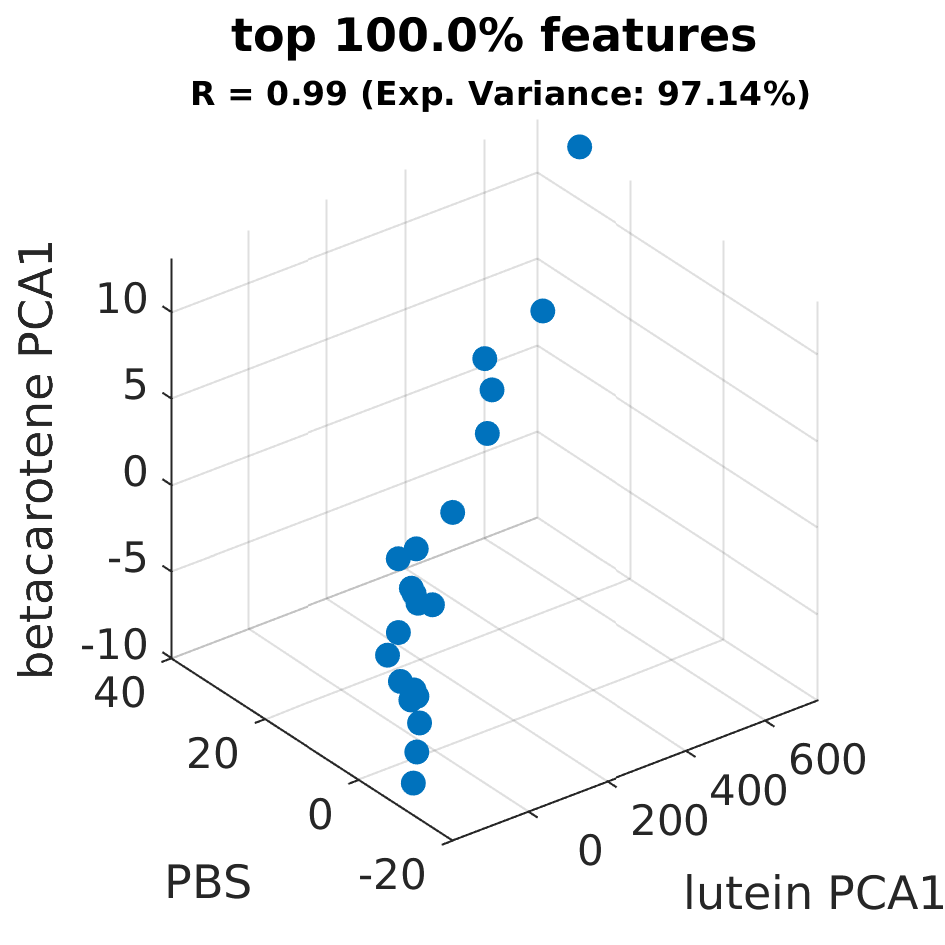 top 100.0% features
R = 0.99 (Exp. Variance: 97.14%)
betacarotene PCA1
10
5
0
-5
-10
40
20
0
-20
PBS
0
200
400
600
lutein PCA1